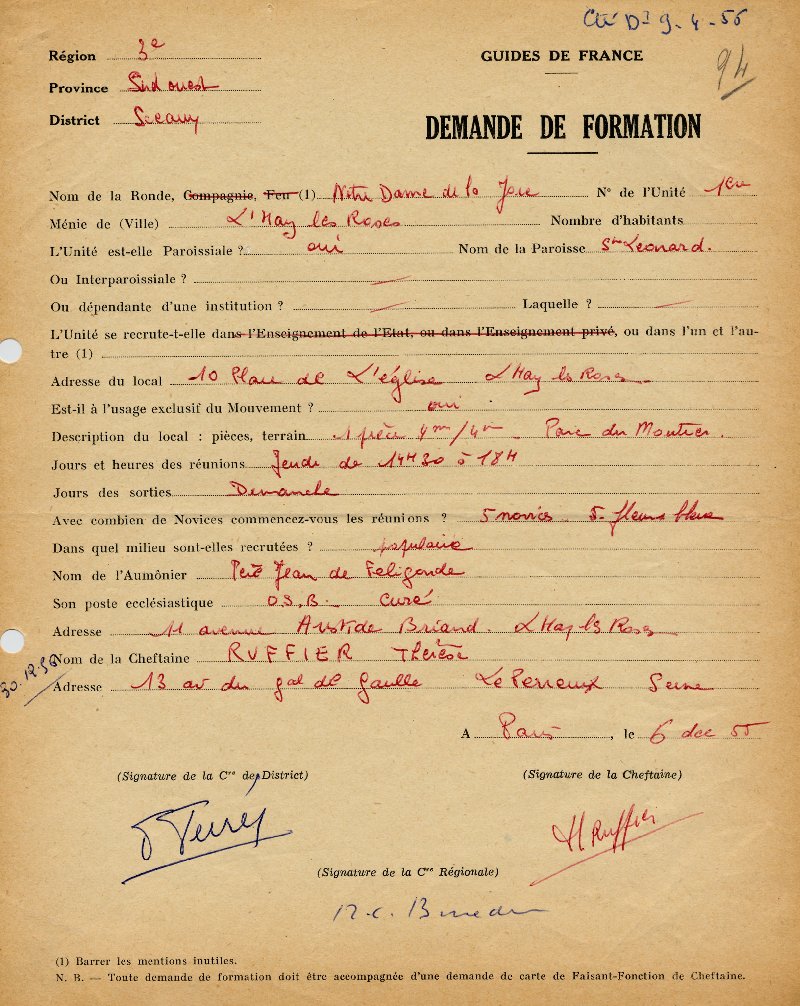 Cté Dt 9-4-56
94
Région 3e
GUIDES DE FRANCE
Province Sud ouest
District Sceaux
DEMANDE DE FORMATION
Nom de la Ronde, Compagnie, Feu (1) Notre Dame de la Joie N° de l'Unité 1ère
Ménie de (Ville) L'Hay les Roses Nombre d'habitants
L'Unité est-elle Paroissiale ? oui Nom de la Paroisse St Léonard.
Ou Interparoissiale ? —
Ou dépendante d'une institution ? — Laquelle ? —
L'Unité se recrute-t-elle dans l'Enseignement de l'Etat, ou dans l'Enseignement privé, ou dans l'un et l'au-
tre (1)
Adresse du local 10 Place de L'église L'Hay les Roses
Est-il à l'usage exclusif du Mouvement ? oui
Description du local : pièces, terrain 1 pièce 4m/4m - Parc du Moutier.
Jours et heures des réunions Jeudi de 14H30 à 18H
Jours des sorties Dimanche
Avec combien de Novices commencez-vous les réunions ? 5 novices 5 fleurs bleues
Dans quel milieu sont-elles recrutées ? populaire
Nom de l'Aumônier Père Jean de Feligonde
Son poste ecclésiastique O.S.B. Curé
Adresse 11 avenue Aristide Briand. L'Hay les Roses
Nom de la Cheftaine RUFFIER Thérèse
30.12.56
Adresse 13 av du gal de Gaulle Le Perreux Seine
A Paris, le 6 dec 55
(Signature de la Cre de District) (Signature de la Cheftaine)
Ruffier
(Signature de la Cre Régionale)
(1) Barrer les mentions inutiles.
N. B. — Toute demande de formation doit être accompagnée d'une demande de carte de Faisant-Fonction de Cheftaine.